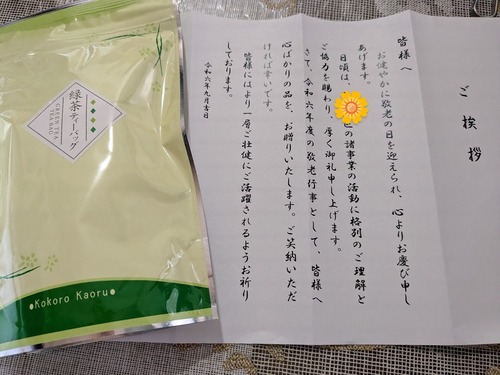 緑茶ティーバッグ
GREEN TEA
TEA BAG
●Kokoro Kaoru●
ご挨拶
皆様へ
お健やかに敬老の日を迎えられ、心よりお慶び申し
あげます。
日頃は、
の諸事業の活動に格別のご理解と
ご協力を賜わり、厚く御礼申し上げます。
さて、令和六年度の敬老行事として、皆様へ
心ばかりの品を、お贈りいたします。ご笑納いただ
ければ幸いです。
皆様にはより一層ご壮健にご活躍されるようお祈り
しております。
令和六年九月吉日